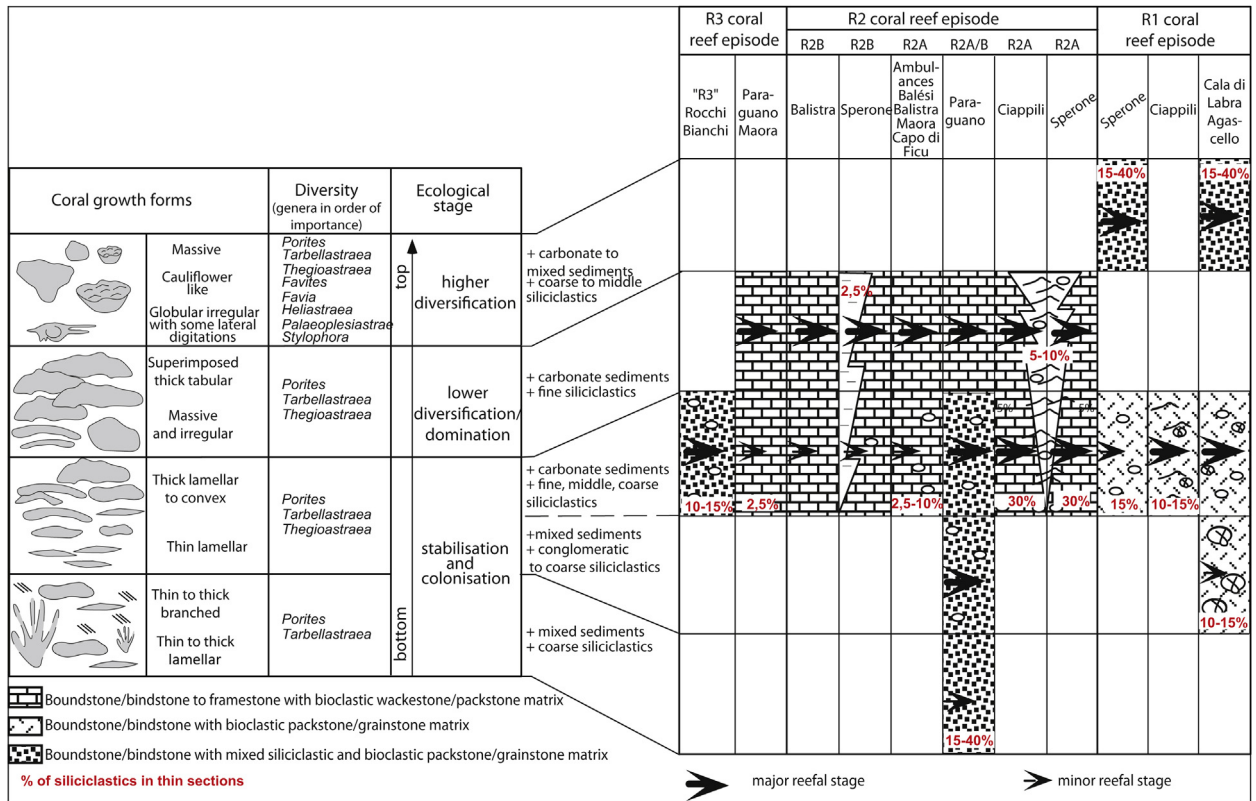 R3 coral
reef episode
R2 coral reef episode
R1 coral
reef episode
R2B
R2B
R2A
R2A/B
R2A
R2A
"R3"
Rocchi
Bianchi
Para-
guano
Maora
Balistra
Sperone
Ambul-
ances
Balési
Balistra
Maora
Capo di
Ficu
Para-
guano
Ciappili
Sperone
Sperone
Ciappili
Cala di
Labra
Agas-
cello
Coral growth forms
Diversity
(genera in order of
importance)
Ecological
stage
Massive
Cauliflower
like
Globular irregular
with some lateral
digitations
Porites
Tarbellastraea
Thegioastraea
Favites
Favia
Heliastraea
Palaeoplesiastrae
Stylophora
top
higher
diversification
+ carbonate to
mixed sediments
+ coarse to middle
siliciclastics
Superimposed
thick tabular
Massive
and irregular
Porites
Tarbellastraea
Thegioastraea
lower
diversification/
domination
+ carbonate sediments
+ fine siliciclastics
Thick lamellar
to convex
Thin lamellar
Porites
Tarbellastraea
Thegioastraea
stabilisation
and
colonisation
+ carbonate sediments
+ fine, middle, coarse
siliciclastics
+mixed sediments
+ conglomeratic
to coarse siliciclastics
Thin to thick
branched
Thin to thick
lamellar
Porites
Tarbellastraea
bottom
+ mixed sediments
+ coarse siliciclastics
15-40%
15-40%
2,5%
5-10%
5%
5%
10-15%
2,5%
2,5-10%
30%
30%
15%
10-15%
10-15%
15-40%
Boundstone/bindstone to framestone with bioclastic wackestone/packstone matrix
Boundstone/bindstone with bioclastic packstone/grainstone matrix
Boundstone/bindstone with mixed siliciclastic and bioclastic packstone/grainstone matrix
% of siliciclastics in thin sections
major reefal stage
minor reefal stage